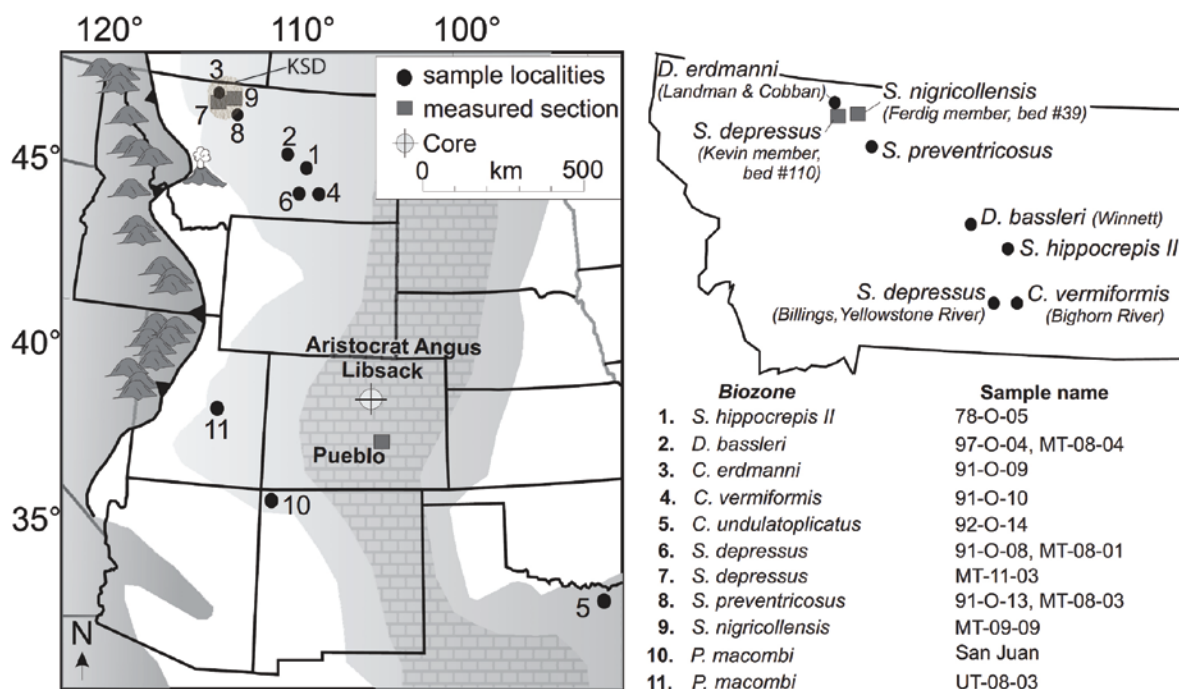 120° 110° 100°
45°
40°
35°
KSD
3
7
9
8
2
1
6
4
sample localities
measured section
Core
0 km 500
Aristocrat Angus
Libsack
Pueblo
11
10
5
N
D. erdmanni
(Landman & Cobban)
S. nigricollensis
(Ferdig member, bed #39)
S. depressus
(Kevin member,
bed #110)
S. preventricosus
D. bassleri (Winnett)
S. hippocrepis II
S. depressus
(Billings, Yellowstone River)
C. vermiformis
(Bighorn River)
Biozone Sample name
1. S. hippocrepis II 78-O-05
2. D. bassleri 97-O-04, MT-08-04
3. C. erdmanni 91-O-09
4. C. vermiformis 91-O-10
5. C. undulatoplicatus 92-O-14
6. S. depressus 91-O-08, MT-08-01
7. S. depressus MT-11-03
8. S. preventricosus 91-O-13, MT-08-03
9. S. nigricollensis MT-09-09
10. P. macombi San Juan
11. P. macombi UT-08-03